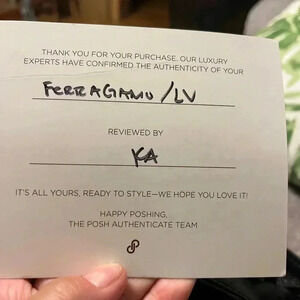 THANK YOU FOR YOUR PURCHASE. OUR LUXURY
EXPERTS HAVE CONFIRMED THE AUTHENTICITY OF YOUR
FERRAGAMO/LV
REVIEWED BY
KA
IT'S ALL YOURS, READY TO STYLE—WE HOPE YOU LOVE IT!
HAPPY POSHING,
THE POSH AUTHENTICATE TEAM